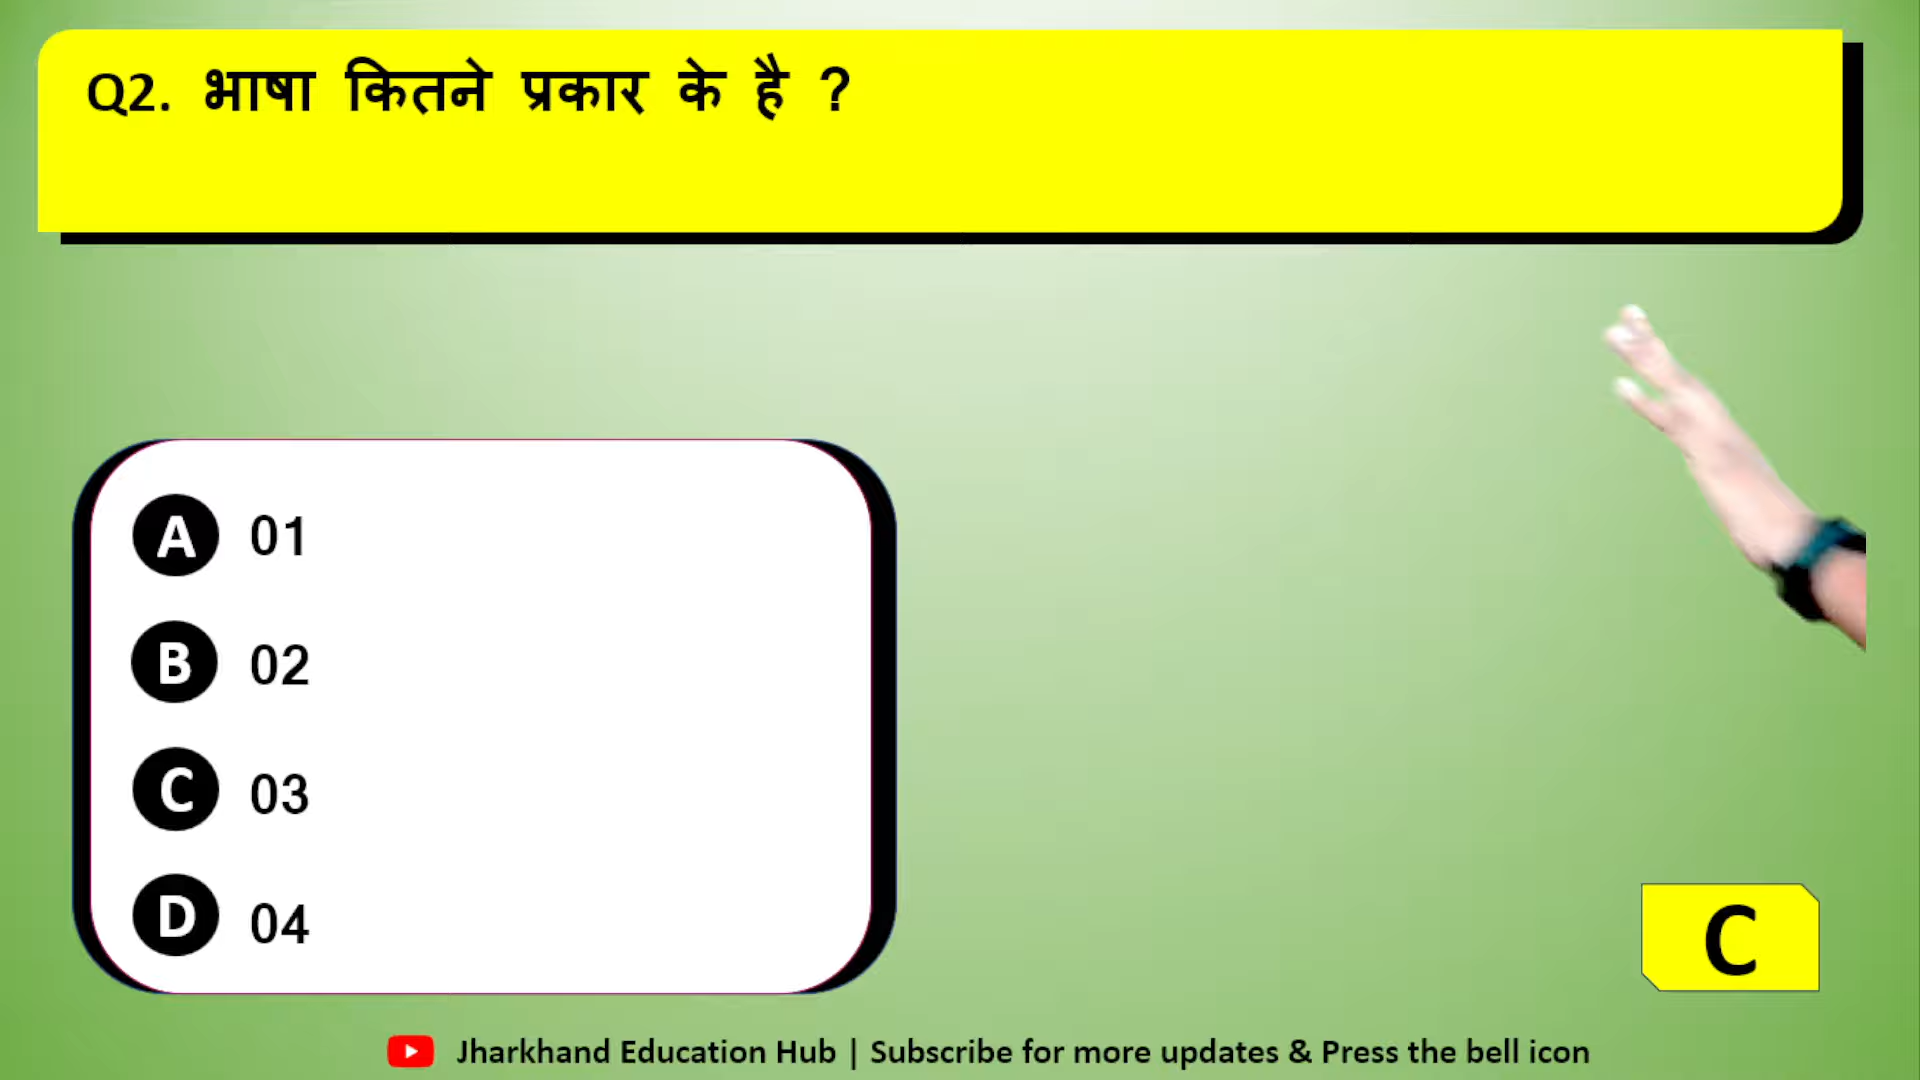 Q2. भाषा कितने प्रकार के है ?
A 01
B 02
C 03
D 04
C
Jharkhand Education Hub | Subscribe for more updates & Press the bell icon